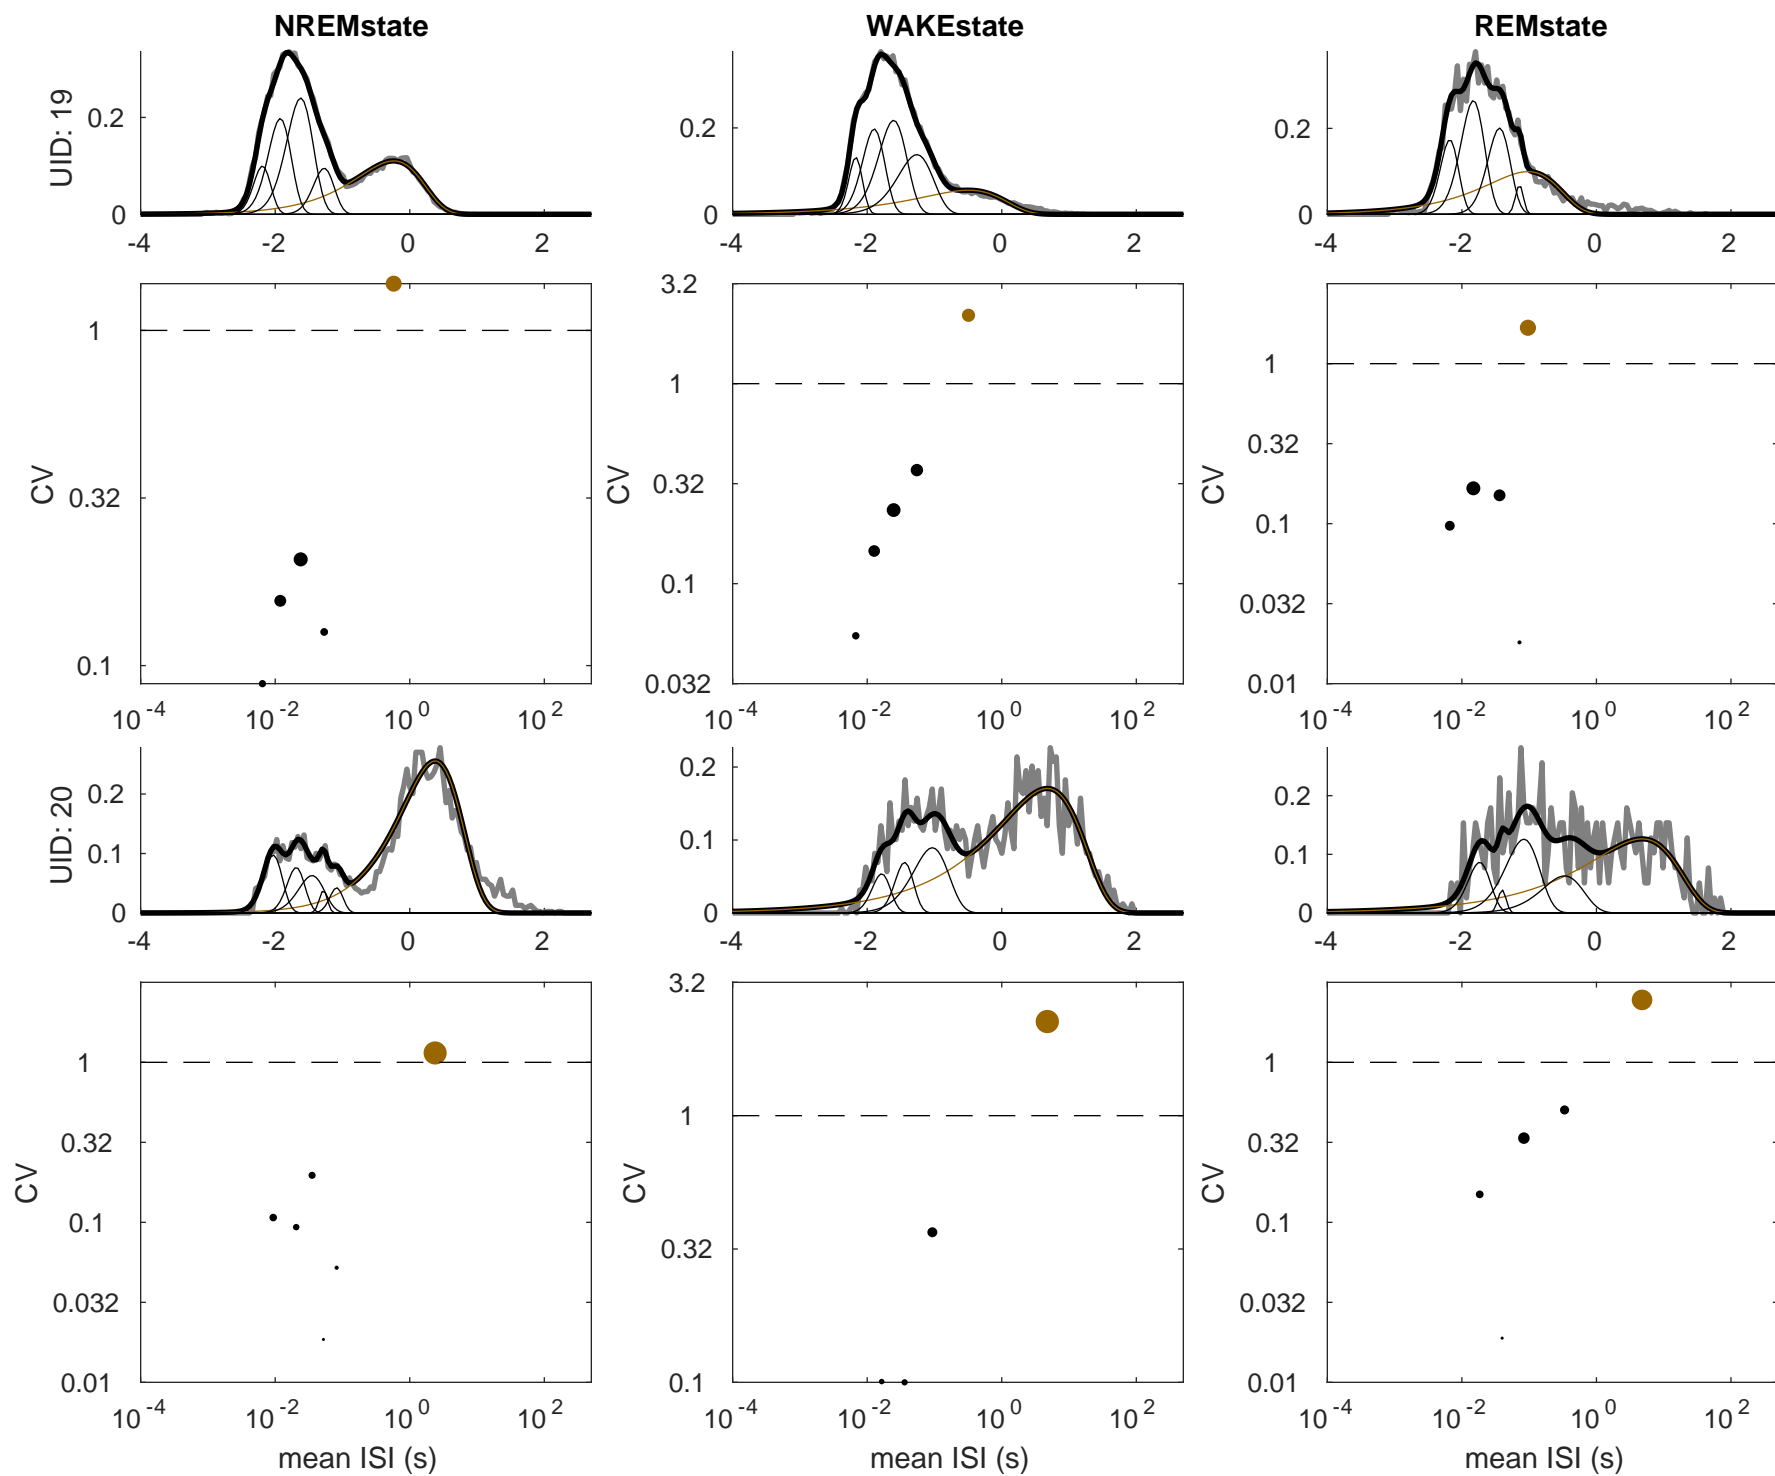 NREMstate WAKEstate REMstate
UID: 19
0.2 0.2 0.2
0 0 0
-4 -2 0 2 -4 -2 0 2 -4 -2 0 2
CV 1 0.32 0.1
CV 3.2 1 0.32 0.1 0.032
CV 1 0.32 0.1 0.032 0.01
10^-4 10^-2 10^0 10^2 10^-4 10^-2 10^0 10^2 10^-4 10^-2 10^0 10^2
UID: 20
0.2 0.2 0.2
0.1 0.1 0.1
0 0 0
-4 -2 0 2 -4 -2 0 2 -4 -2 0 2
CV 1 0.32 0.1 0.032 0.01
CV 3.2 1 0.32 0.1
CV 1 0.32 0.1 0.032 0.01
10^-4 10^-2 10^0 10^2 10^-4 10^-2 10^0 10^2 10^-4 10^-2 10^0 10^2
mean ISI (s) mean ISI (s) mean ISI (s)